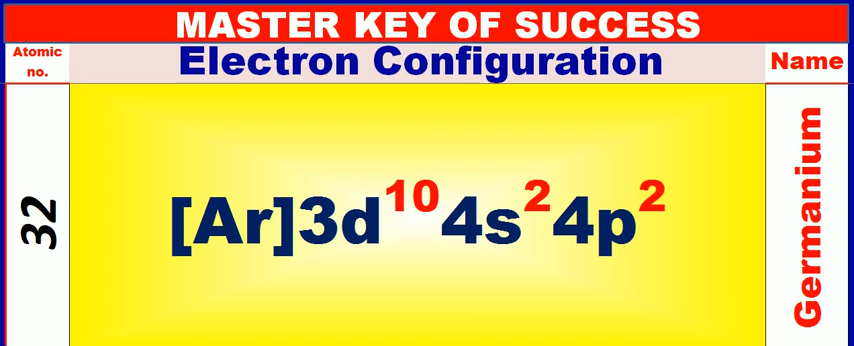 MASTER KEY OF SUCCESS
Atomic no.
Electron Configuration
Name
32
[Ar]3d¹⁰4s²4p²
Germanium